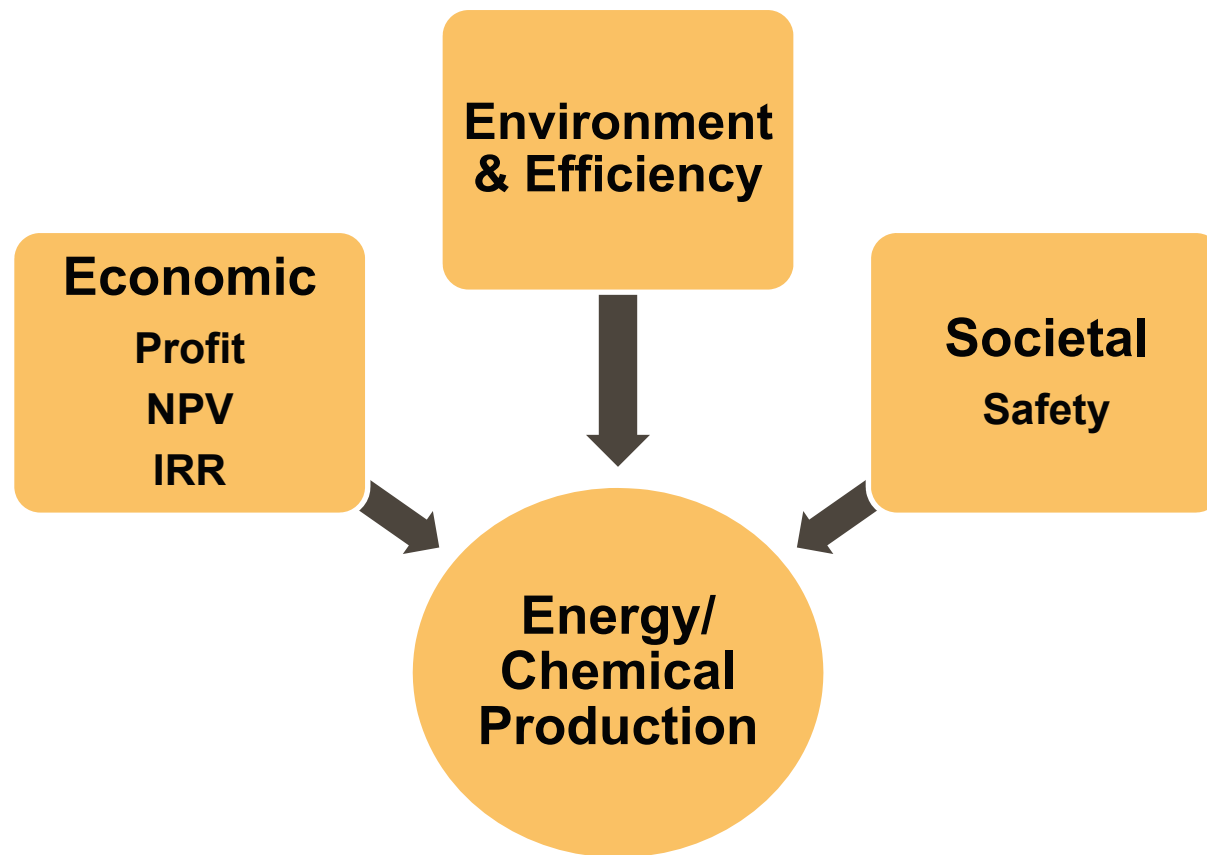 Environment
& Efficiency
Economic
Profit
NPV
IRR
Societal
Safety
Energy/
Chemical
Production